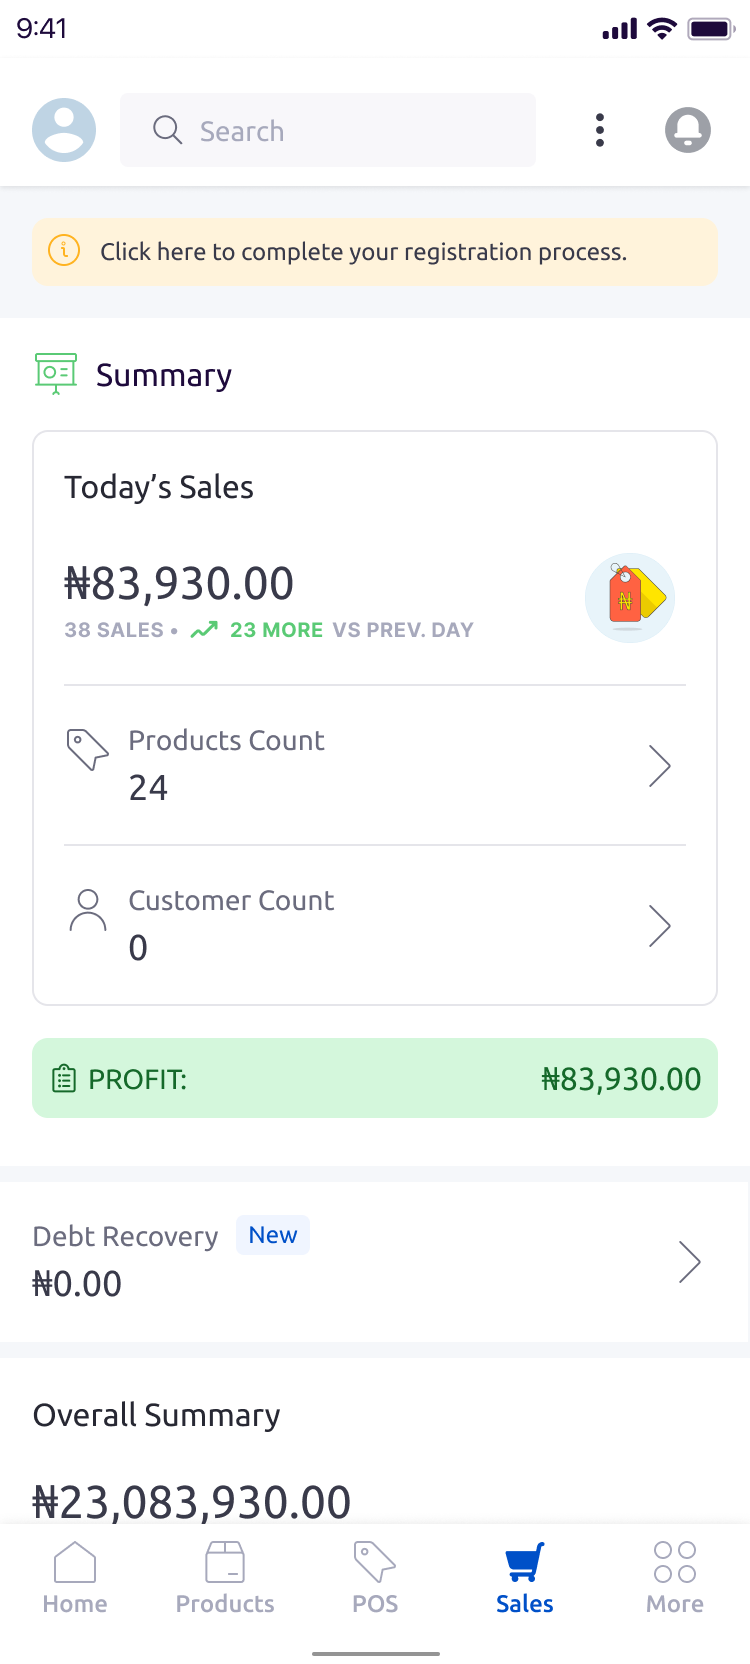 9:41
Search
Click here to complete your registration process.
Summary
Today’s Sales
₦83,930.00
38 SALES • 23 MORE VS PREV. DAY
₦
Products Count
24
Customer Count
0
PROFIT: ₦83,930.00
Debt Recovery New
₦0.00
Overall Summary
₦23,083,930.00
Home Products POS Sales More